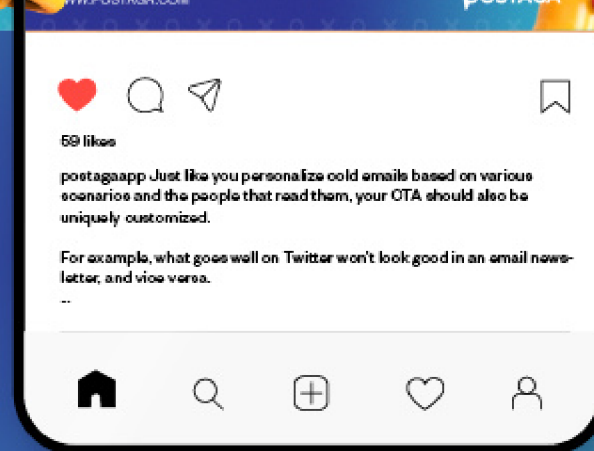 WWW.POSTAGA.COM
POSTAGA
59 likes
postagaapp Just like you personalize cold emails based on various
scenarios and the people that read them, your CTA should also be
uniquely customized.
For example, what goes well on Twitter won't look good in an email news-
letter, and vice versa.
--